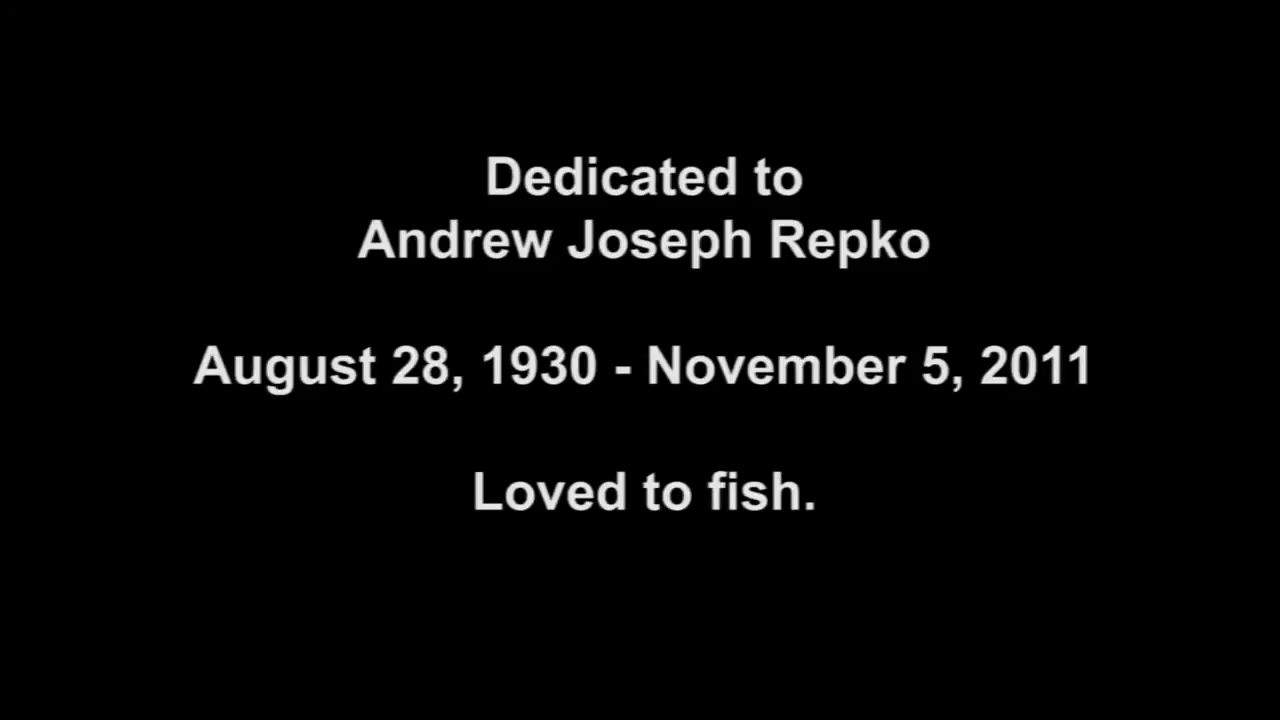 Dedicated to
Andrew Joseph Repko
August 28, 1930 - November 5, 2011
Loved to fish.